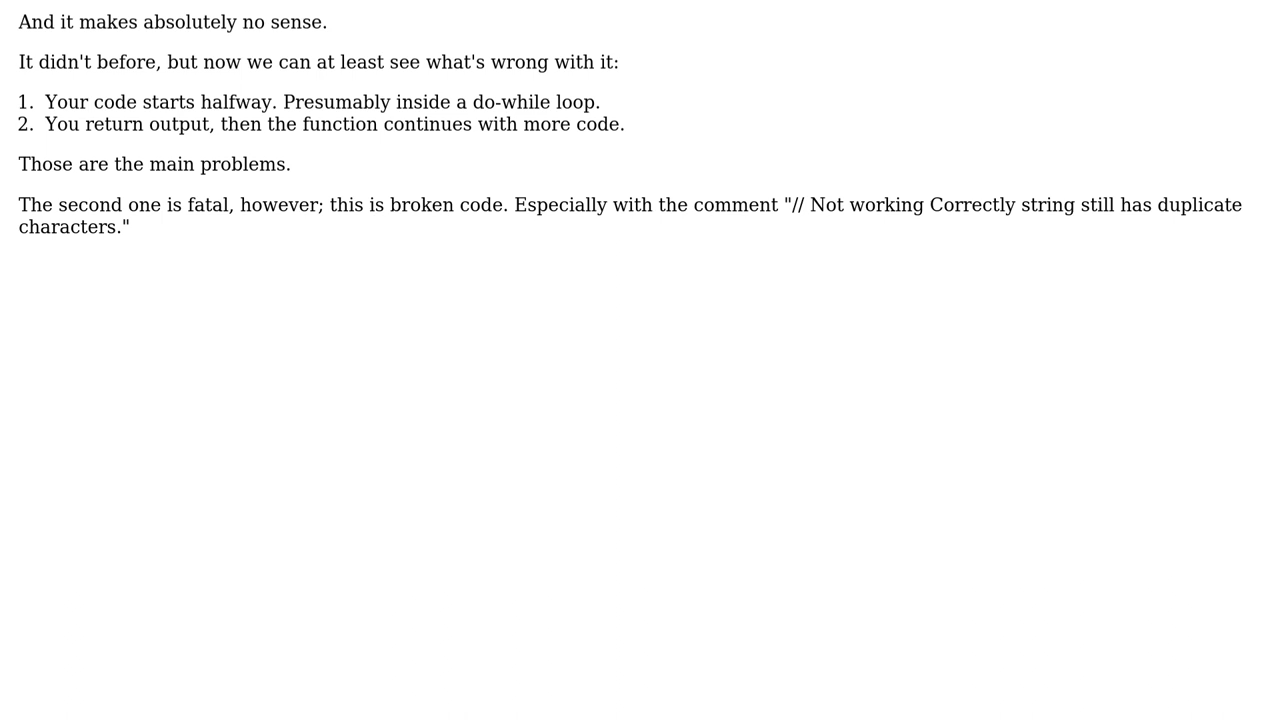 And it makes absolutely no sense.
It didn't before, but now we can at least see what's wrong with it:
1. Your code starts halfway. Presumably inside a do-while loop.
2. You return output, then the function continues with more code.
Those are the main problems.
The second one is fatal, however; this is broken code. Especially with the comment "// Not working Correctly string still has duplicate
characters."